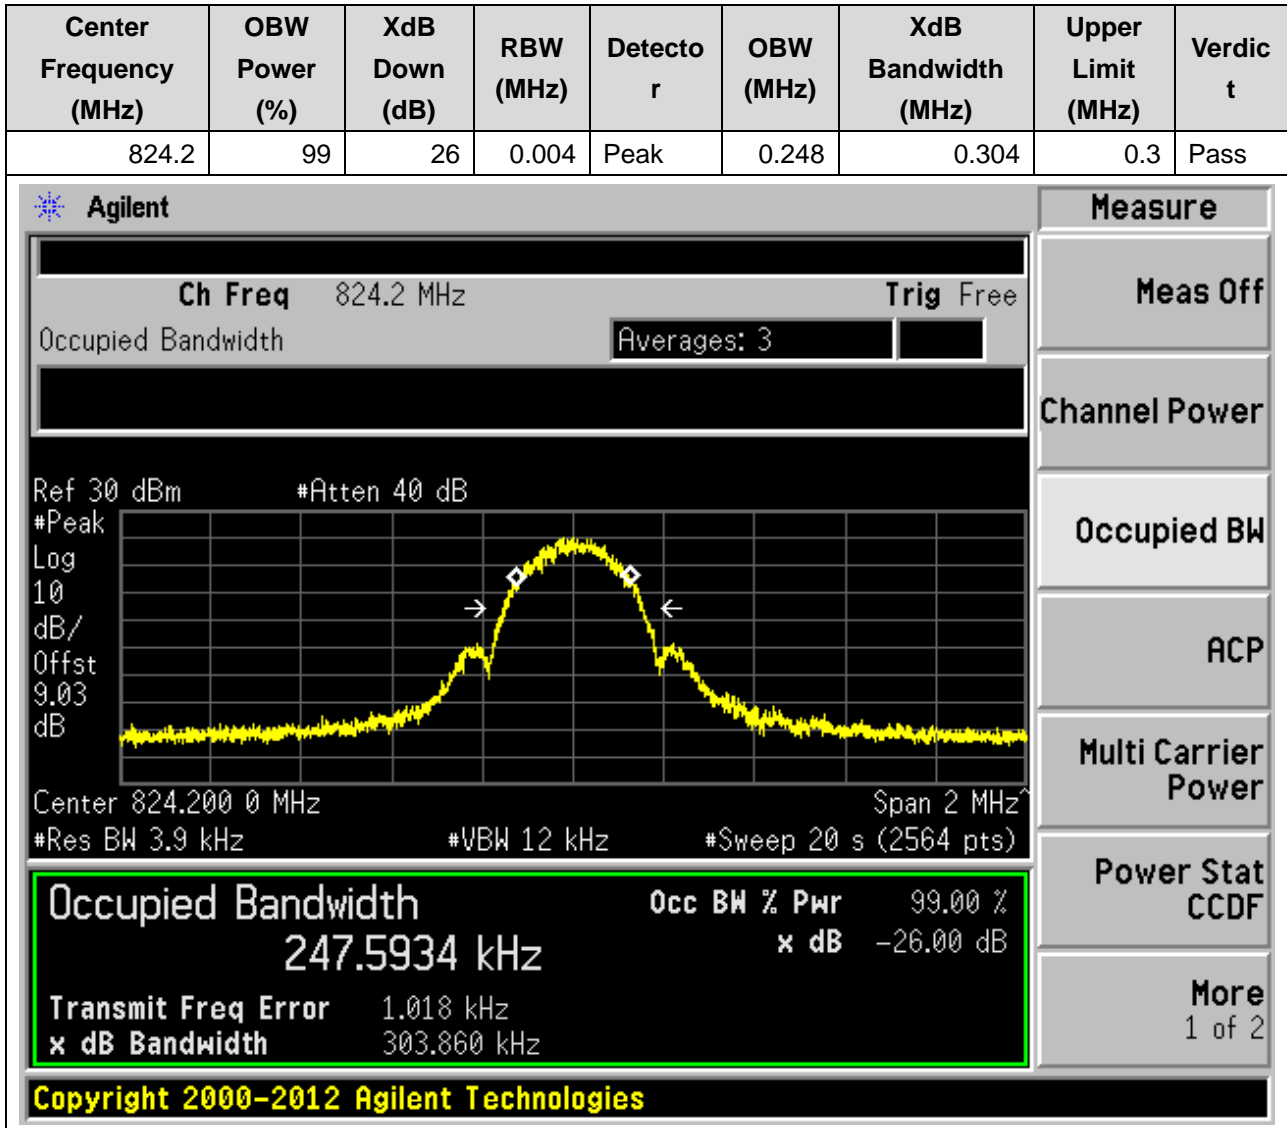 Center Frequency (MHz) OBW Power (%) XdB Down (dB) RBW (MHz) Detecto r OBW (MHz) XdB Bandwidth (MHz) Upper Limit (MHz) Verdic t
824.2 99 26 0.004 Peak 0.248 0.304 0.3 Pass
Agilent Measure
Ch Freq 824.2 MHz Trig Free
Meas Off
Occupied Bandwidth Averages: 3
Channel Power
Ref 30 dBm #Atten 40 dB
#Peak
Log
10
dB/
Offst
9.03
dB
Occupied BW
ACP
Multi Carrier
Power
Center 824.200 0 MHz Span 2 MHz^
#Res BW 3.9 kHz #VBW 12 kHz #Sweep 20 s (2564 pts)
Power Stat
CCDF
Occupied Bandwidth Occ BW % Pwr 99.00 %
247.5934 kHz x dB -26.00 dB
Transmit Freq Error 1.018 kHz
x dB Bandwidth 303.860 kHz
More
1 of 2
Copyright 2000-2012 Agilent Technologies